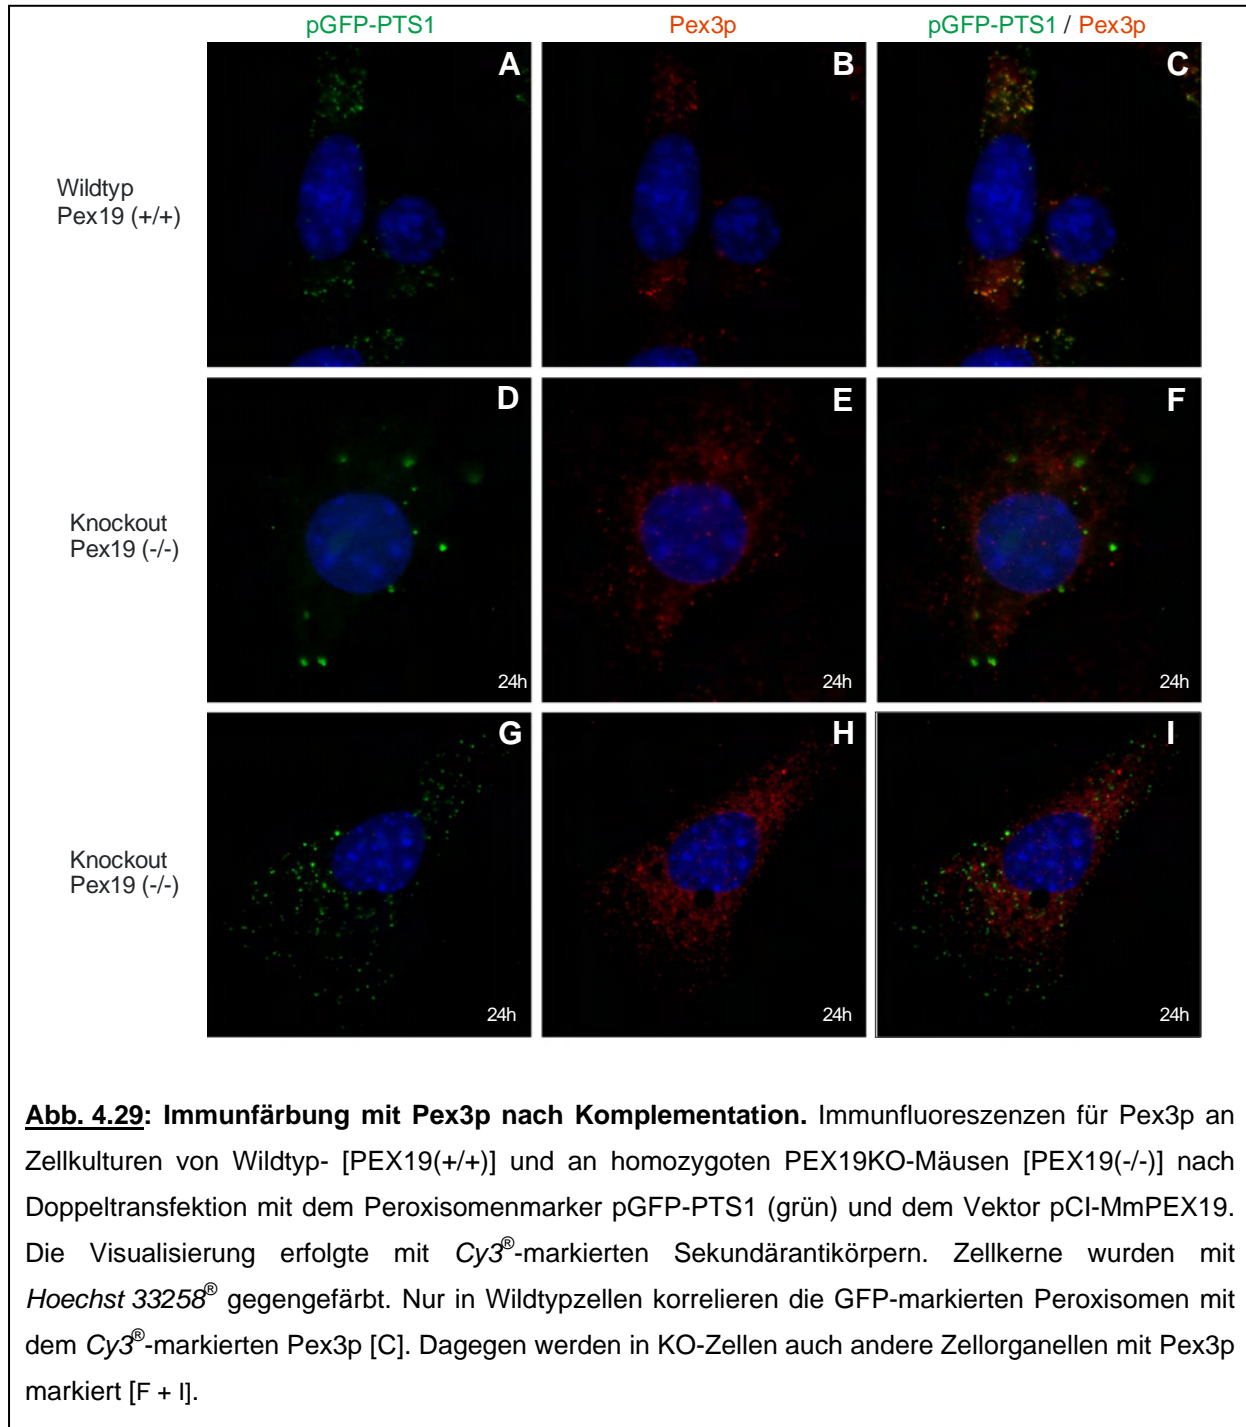 pGFP-PTS1 Pex3p pGFP-PTS1 / Pex3p
A B C
Wildtyp
Pex19 (+/+)
D E F
Knockout
Pex19 (-/-)
24h 24h 24h
G H I
Knockout
Pex19 (-/-)
24h 24h 24h
Abb. 4.29: Immunfärbung mit Pex3p nach Komplementation. Immunfluoreszenzen für Pex3p an
Zellkulturen von Wildtyp- [PEX19(+/+)] und an homozygoten PEX19KO-Mäusen [PEX19(-/-)] nach
Doppeltransfektion mit dem Peroxisomenmarker pGFP-PTS1 (grün) und dem Vektor pCI-MmPEX19.
Die Visualisierung erfolgte mit Cy3®-markierten Sekundärantikörpern. Zellkerne wurden mit
Hoechst 33258® gegengefärbt. Nur in Wildtypzellen korrelieren die GFP-markierten Peroxisomen mit
dem Cy3®-markierten Pex3p [C]. Dagegen werden in KO-Zellen auch andere Zellorganellen mit Pex3p
markiert [F + I].